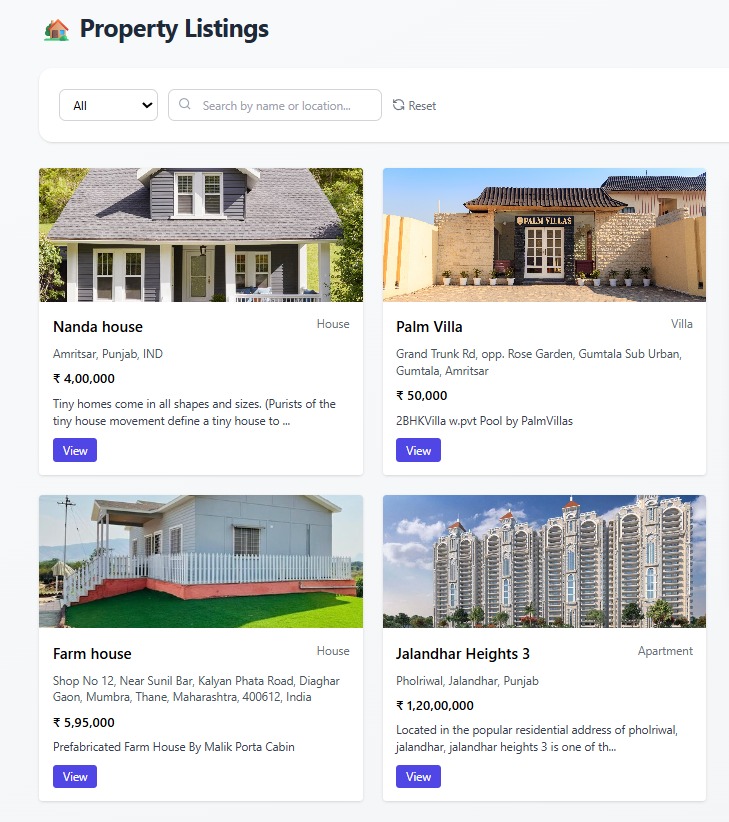 Property Listings
All
Search by name or location...
Reset
PALM VILLAS
Nanda house
House
Amritsar, Punjab, IND
₹ 4,00,000
Tiny homes come in all shapes and sizes. (Purists of the
tiny house movement define a tiny house to ...
View
Palm Villa
Villa
Grand Trunk Rd, opp. Rose Garden, Gumtala Sub Urban,
Gumtala, Amritsar
₹ 50,000
2BHKVilla w.pvt Pool by PalmVillas
View
Farm house
House
Shop No 12, Near Sunil Bar, Kalyan Phata Road, Diaghar
Gaon, Mumbra, Thane, Maharashtra, 400612, India
₹ 5,95,000
Prefabricated Farm House By Malik Porta Cabin
View
Jalandhar Heights 3
Apartment
Pholriwal, Jalandhar, Punjab
₹ 1,20,00,000
Located in the popular residential address of pholriwal,
jalandhar, jalandhar heights 3 is one of th...
View